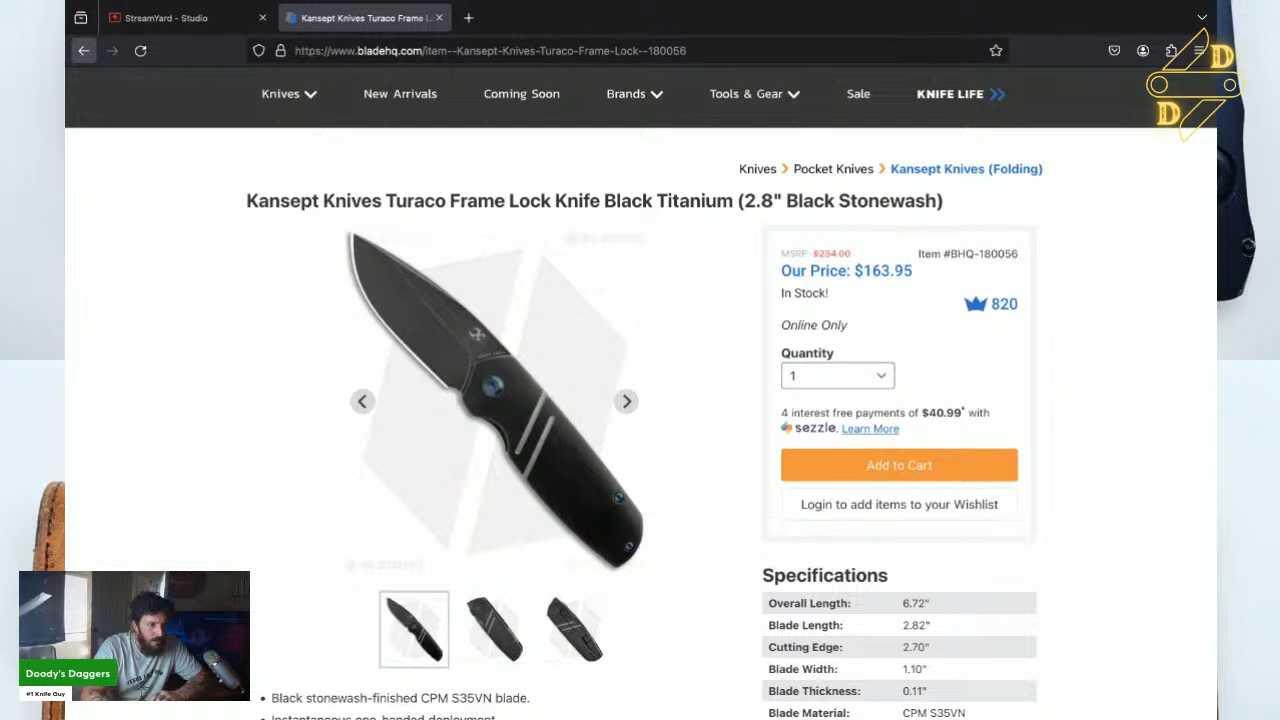 StreamYard - Studio
Kansept Knives Turaco Frame L
https://www.bladehq.com/item--Kansept-Knives-Turaco-Frame-Lock--180056
D
D
Knives
New Arrivals
Coming Soon
Brands
Tools & Gear
Sale
KNIFE LIFE
Knives > Pocket Knives > Kansept Knives (Folding)
Kansept Knives Turaco Frame Lock Knife Black Titanium (2.8" Black Stonewash)
MSRP: $234.00
Item #BHQ-180056
Our Price: $163.95
In Stock!
820
Online Only
Quantity
1
4 interest free payments of $40.99* with
sezzle. Learn More
Add to Cart
Login to add items to your Wishlist
Specifications
Overall Length: 6.72"
Blade Length: 2.82"
Cutting Edge: 2.70"
Blade Width: 1.10"
Blade Thickness: 0.11"
Blade Material: CPM S35VN
• Black stonewash-finished CPM S35VN blade.
• Instantaneous one-handed deployment
Doody's Daggers
#1 Knife Guy